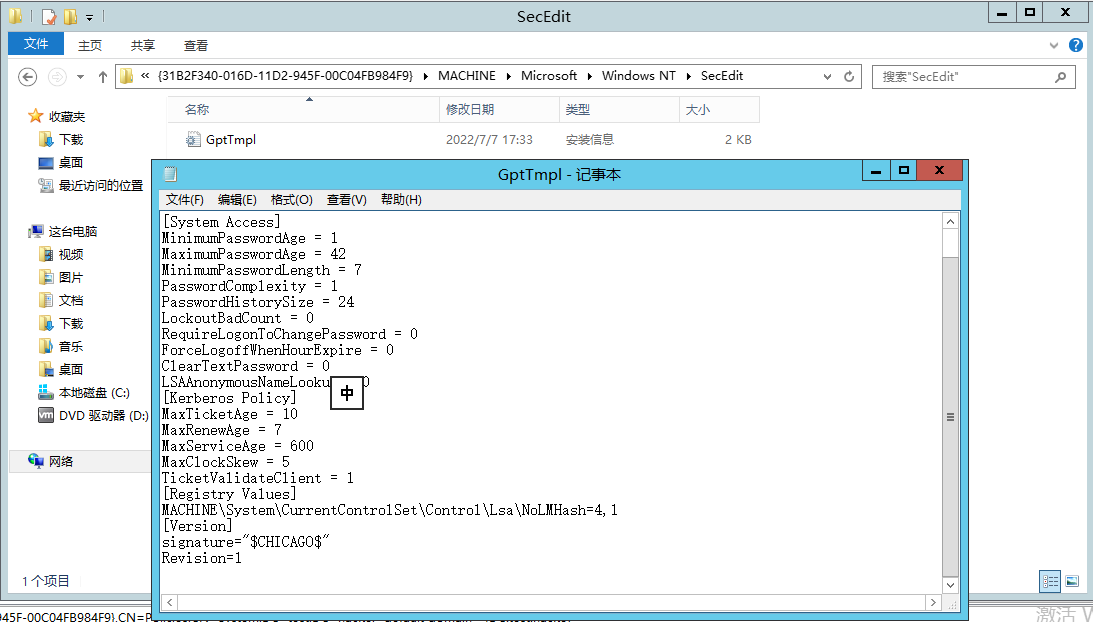 SecEdit
文件 主页 共享 查看
« {31B2F340-016D-11D2-945F-00C04FB984F9} MACHINE Microsoft Windows NT SecEdit
搜索"SecEdit"
名称 修改日期 类型 大小
GptTmpl 2022/7/7 17:33 安装信息 2 KB
收藏夹
下载
桌面
最近访问的位置
这台电脑
视频
图片
文档
下载
音乐
桌面
本地磁盘 (C:)
DVD 驱动器 (D:)
网络
1 个项目
GptTmpl - 记事本
文件(F) 编辑(E) 格式(O) 查看(V) 帮助(H)
[System Access]
MinimumPasswordAge = 1
MaximumPasswordAge = 42
MinimumPasswordLength = 7
PasswordComplexity = 1
PasswordHistorySize = 24
LockoutBadCount = 0
RequireLogonToChangePassword = 0
ForceLogoffWhenHourExpire = 0
ClearTextPassword = 0
LSAAnonymousNameLooku 0
中
[Kerberos Policy]
MaxTicketAge = 10
MaxRenewAge = 7
MaxServiceAge = 600
MaxClockSkew = 5
TicketValidateClient = 1
[Registry Values]
MACHINE\System\CurrentControlSet\Control\Lsa\NoLMHash=4,1
[Version]
signature="$CHICAGO$"
Revision=1
945F-00C04FB984F9},CN=
激活